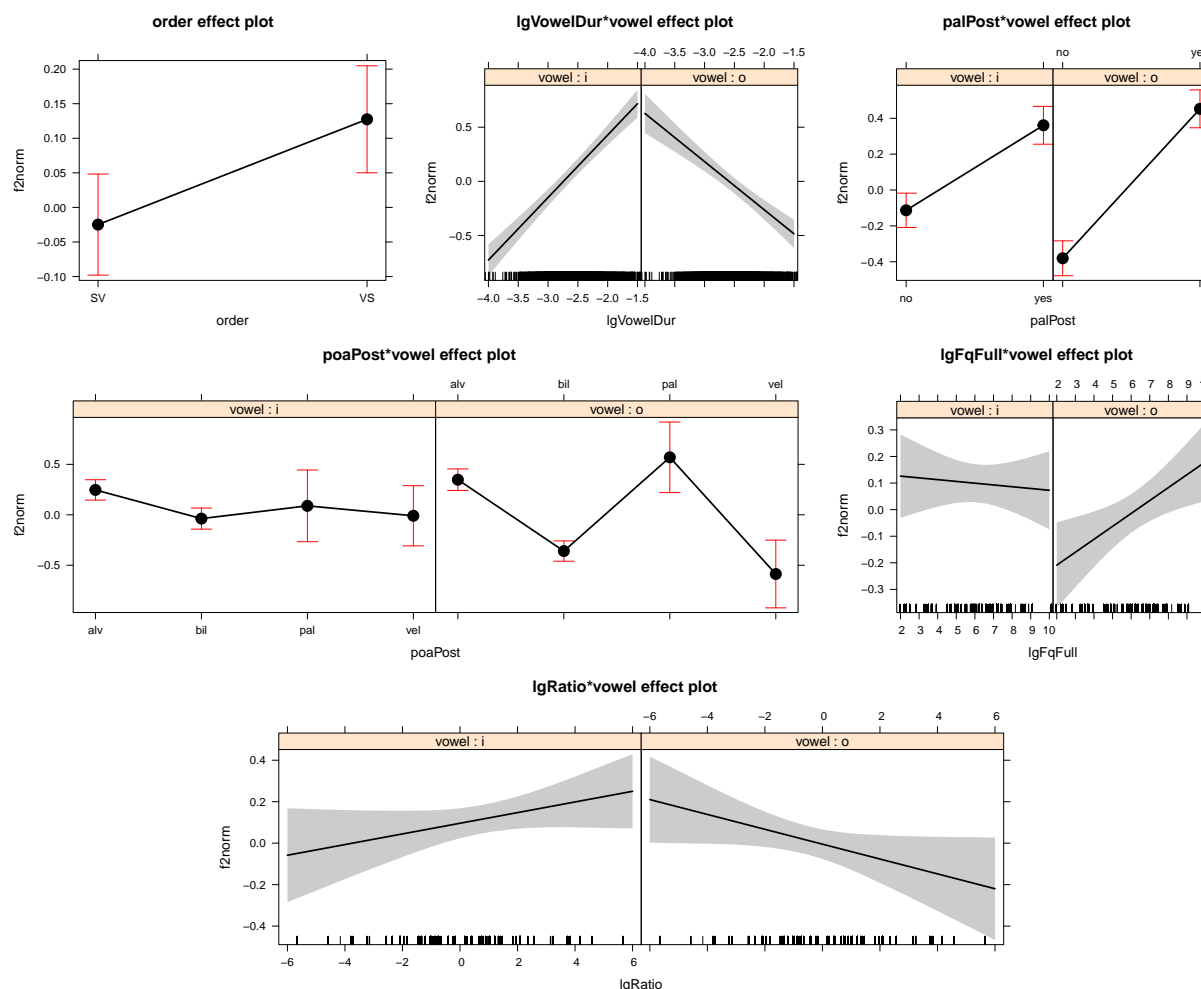 order effect plot
0.20
0.15
0.10
0.05
0.00
−0.05
−0.10
f2norm
SV VS
order
lgVowelDur*vowel effect plot
−4.0 −3.5 −3.0 −2.5 −2.0 −1.5
vowel : i vowel : o
0.5
0.0
−0.5
f2norm
−4.0 −3.5 −3.0 −2.5 −2.0 −1.5
lgVowelDur
palPost*vowel effect plot
no
vowel : i vowel : o
0.4
0.2
0.0
−0.2
−0.4
f2norm
no yes
palPost
poaPost*vowel effect plot
alv bil pal vel
vowel : i vowel : o
0.5
0.0
−0.5
f2norm
alv bil pal vel
poaPost
lgFqFull*vowel effect plot
2 3 4 5 6 7 8 9
vowel : i vowel : o
0.3
0.2
0.1
0.0
−0.1
−0.2
−0.3
f2norm
2 3 4 5 6 7 8 9 10
lgFqFull
lgRatio*vowel effect plot
−6 −4 −2 0 2 4 6
vowel : i vowel : o
0.4
0.2
0.0
−0.2
−0.4
f2norm
−6 −4 −2 0 2 4 6
lgRatio